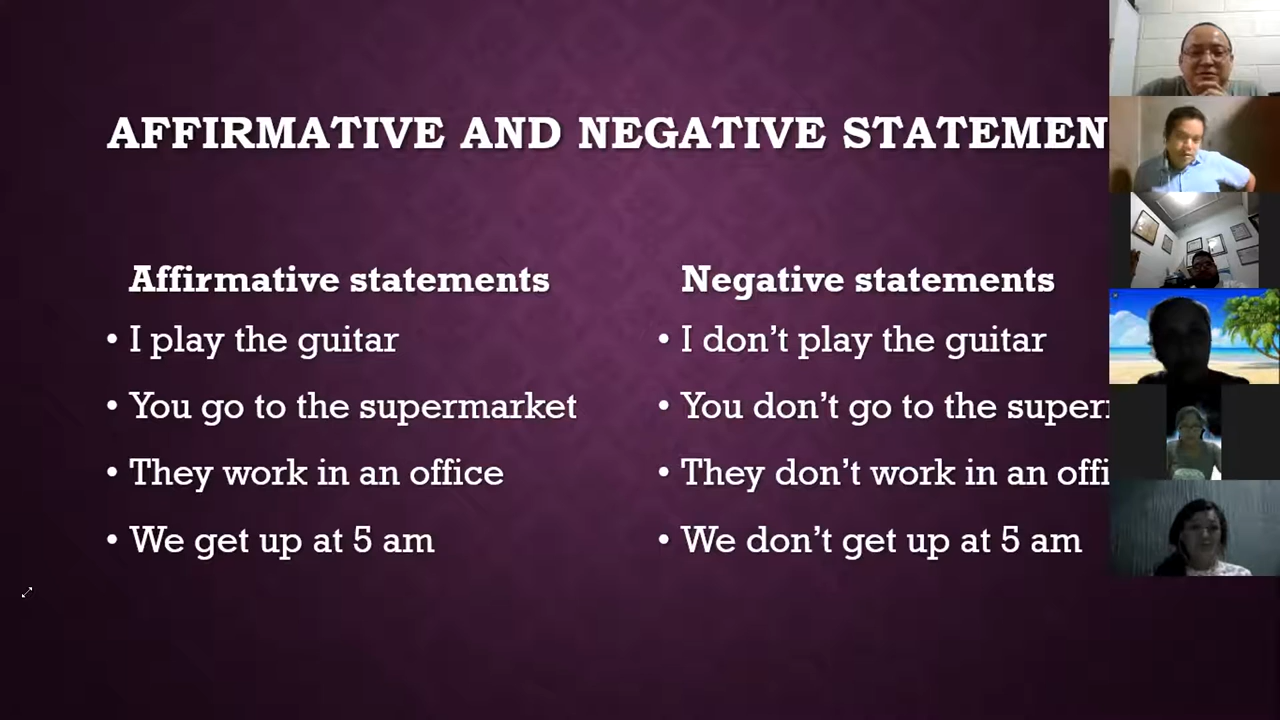 AFFIRMATIVE AND NEGATIVE STATEMEN
Affirmative statements
• I play the guitar
• You go to the supermarket
• They work in an office
• We get up at 5 am
Negative statements
• I don’t play the guitar
• You don’t go to the super
• They don’t work in an offi
• We don’t get up at 5 am